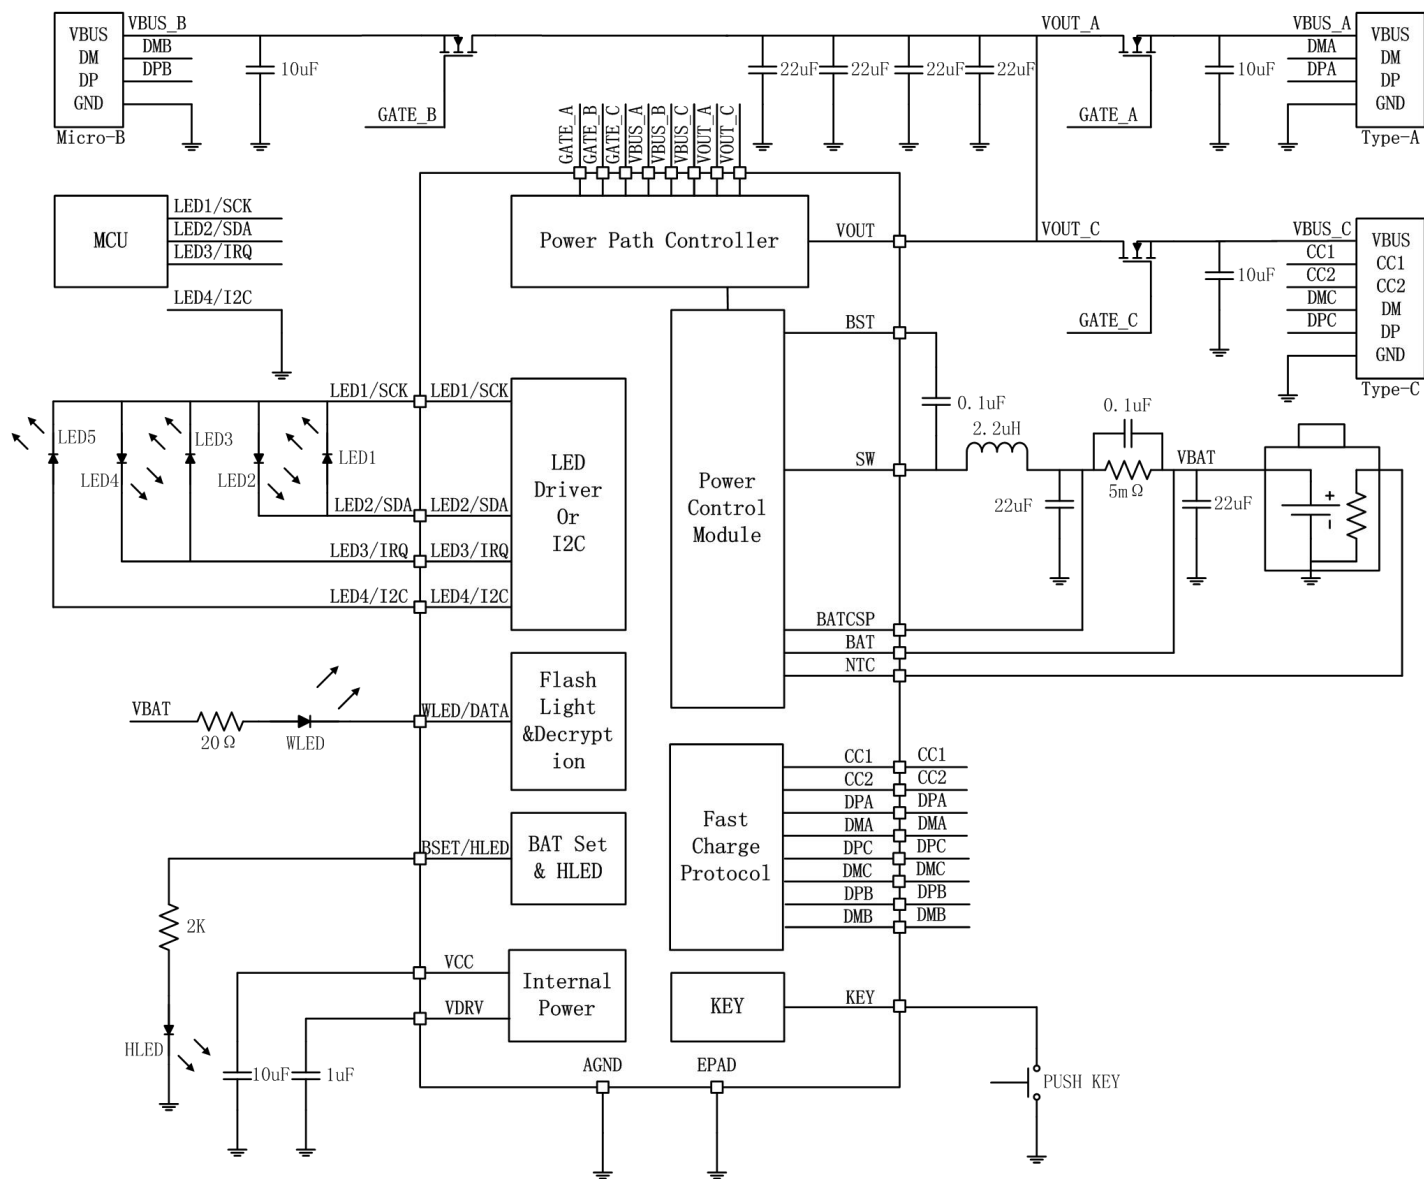 VBUS
DM
DP
GND
Micro-B
VBUS_B
DMB
DPB
10uF
GATE_B
22uF
22uF
22uF
22uF
VOUT_A
GATE_A
10uF
VBUS_A
DMA
DPA
VBUS
DM
DP
GND
Type-A
GATE_A
GATE_B
GATE_C
VBUS_A
VBUS_B
VBUS_C
VOUT_A
VOUT_C
MCU
LED1/SCK
LED2/SDA
LED3/IRQ
LED4/I2C
Power Path Controller
VOUT
VOUT_C
GATE_C
10uF
VBUS_C
CC1
CC2
DMC
DPC
VBUS
CC1
CC2
DM
DP
GND
Type-C
BST
0.1uF
2.2uH
0.1uF
SW
22uF
5mΩ
VBAT
22uF
+
-
Power
Control
Module
BATCSP
BAT
NTC
LED5
LED4
LED3
LED2
LED1
LED1/SCK
LED1/SCK
LED2/SDA
LED2/SDA
LED3/IRQ
LED3/IRQ
LED4/I2C
LED4/I2C
LED
Driver
Or
I2C
VBAT
20Ω
WLED
WLED/DATA
Flash
Light
&Decrypt
ion
BSET/HLED
BAT Set
& HLED
2K
HLED
VCC
VDRV
10uF
1uF
Internal
Power
Fast
Charge
Protocol
CC1
CC1
CC2
CC2
DPA
DPA
DMA
DMA
DPC
DPC
DMC
DMC
DPB
DPB
DMB
DMB
KEY
KEY
PUSH KEY
AGND
EPAD